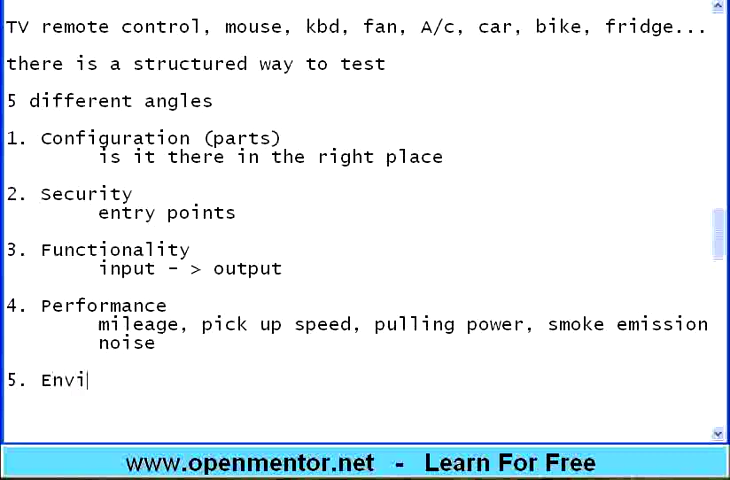 TV remote control, mouse, kbd, fan, A/c, car, bike, fridge...
there is a structured way to test
5 different angles
1. Configuration (parts)
is it there in the right place
2. Security
entry points
3. Functionality
input - > output
4. Performance
mileage, pick up speed, pulling power, smoke emission
noise
5. Envi
www.openmentor.net - Learn For Free